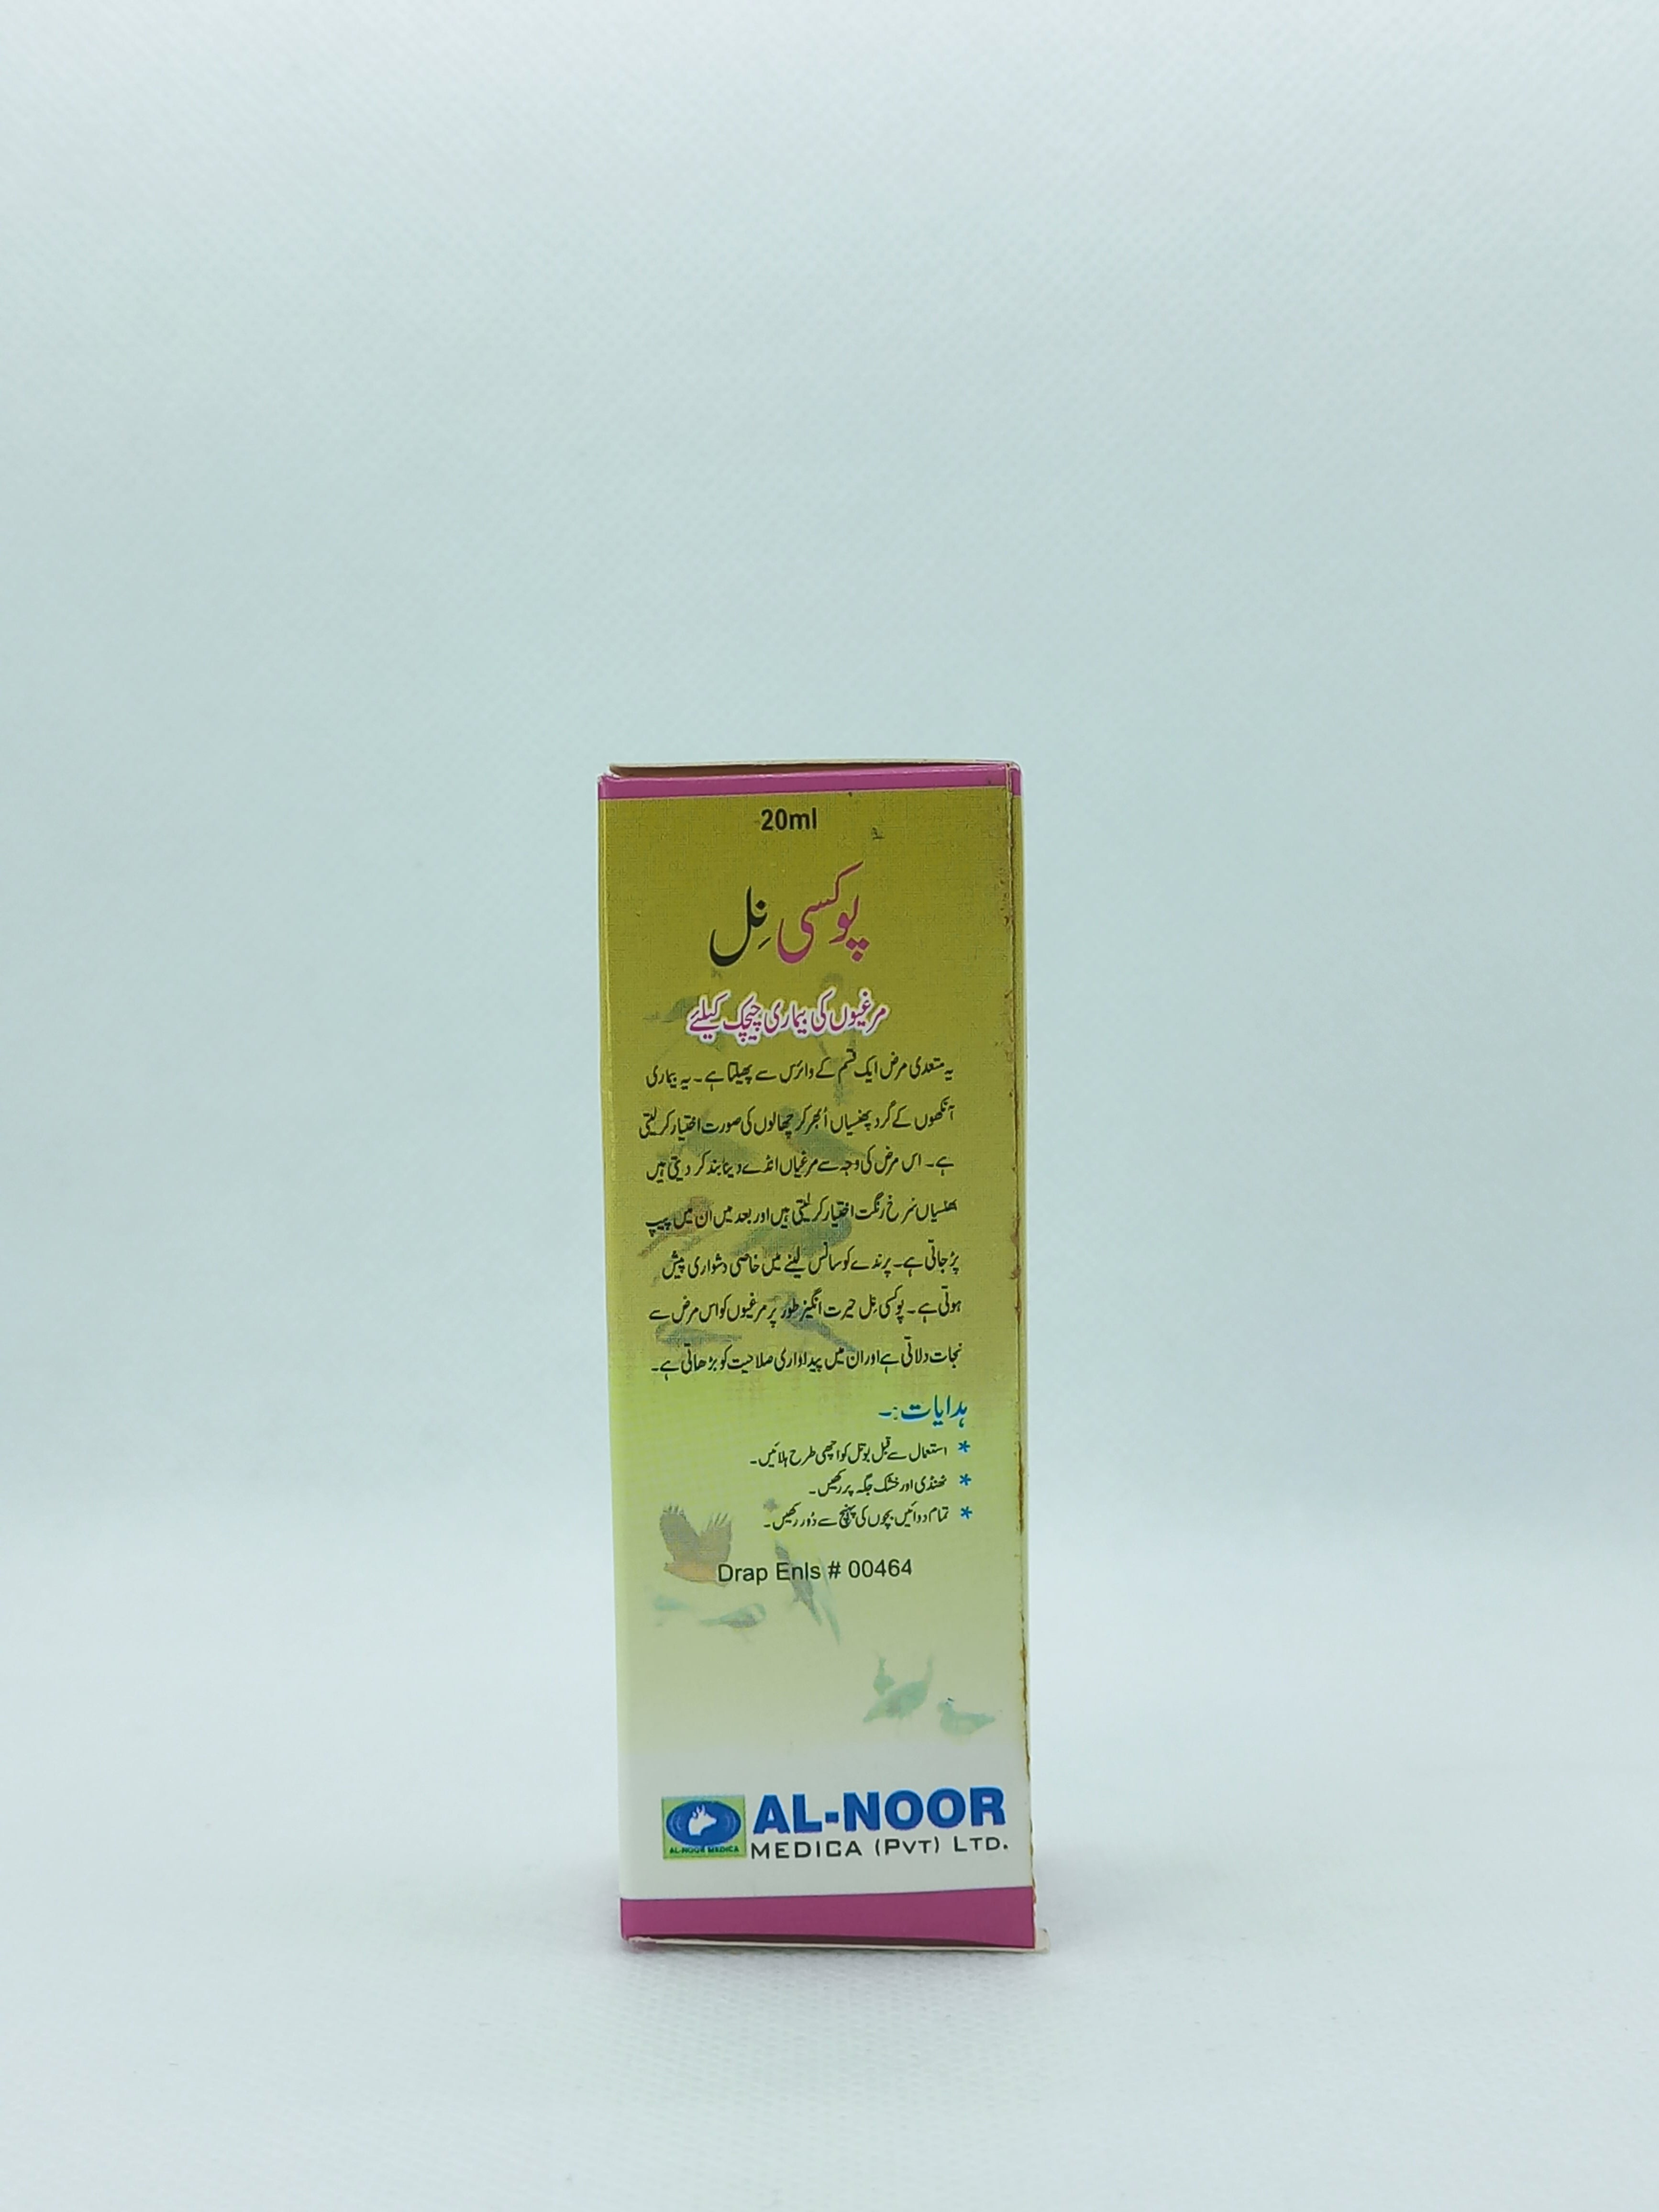 20ml
پوکسی نِل
مرغیوں کی بیماری چیچک کیلئے
یہ متعدی مرض ایک قسم کے وائرس سے پھیلتا ہے۔ یہ بیماری
آنکھوں کے گرد پھنسیاں اُبھر کر چھالوں کی صورت اختیار کر لیتی
ہے۔ اس مرض کی وجہ سے مرغیاں انڈے دینا بند کر دیتی ہیں
پھنسیاں سُرخ رنگت اختیار کر لیتی ہیں اور بعد میں ان میں پیپ
پڑ جاتی ہے۔ پرندے کو سانس لینے میں خاصی دشواری پیش
ہوتی ہے۔ پوکسی نِل حیرت انگیز طور پر مرغیوں کو اس مرض سے
نجات دلاتی ہے اور ان میں پیداواری صلاحیت کو بڑھاتی ہے۔
ہدایات:۔
* استعمال سے قبل بوتل کو اچھی طرح ہلائیں۔
* ٹھنڈی اور خشک جگہ پر رکھیں۔
* تمام دوائیں بچوں کی پہنچ سے دُور رکھیں۔
Drap Enls # 00464
AL-NOOR
MEDICA (PVT) LTD.
AL-NOOR MEDICA